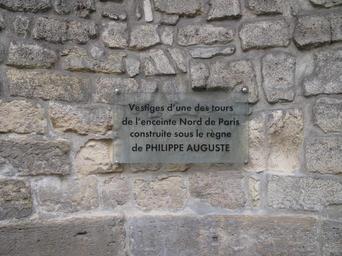 Vestiges d'une des tours
de l'enceinte Nord de Paris
construite sous le règne
de PHILIPPE AUGUSTE